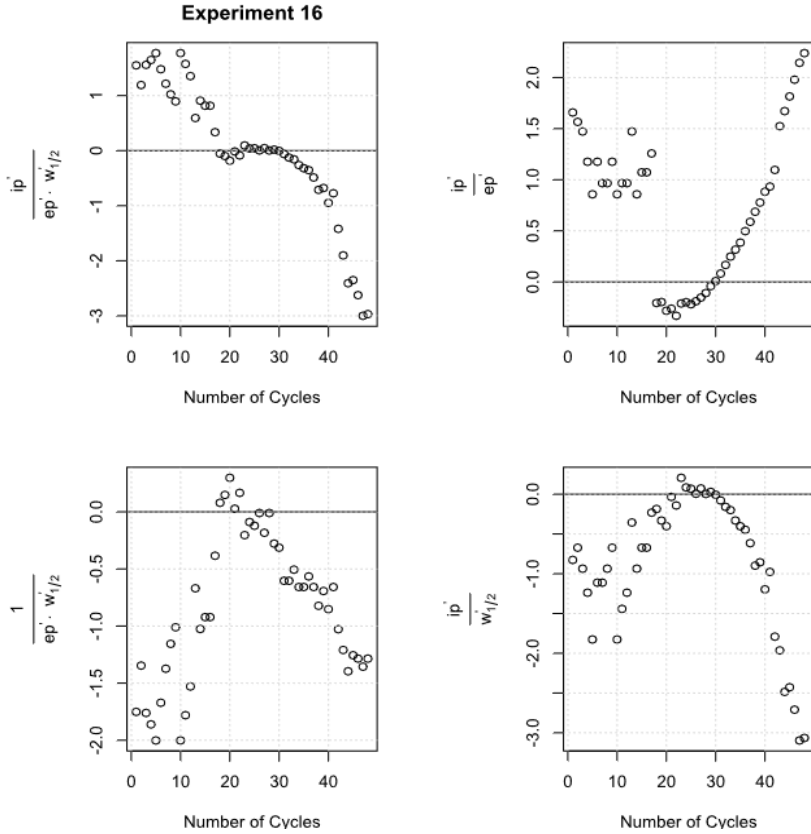 Experiment 16
1
0
-1
-2
-3
ip'
ep' · w'1/2
0 10 20 30 40
Number of Cycles
2.0
1.5
1.0
0.5
0.0
ip'
ep'
0 10 20 30 40
Number of Cycles
0.0
-0.5
-1.0
-1.5
-2.0
1
ep' · w'1/2
0 10 20 30 40
Number of Cycles
0.0
-1.0
-2.0
-3.0
ip'
w'1/2
0 10 20 30 40
Number of Cycles